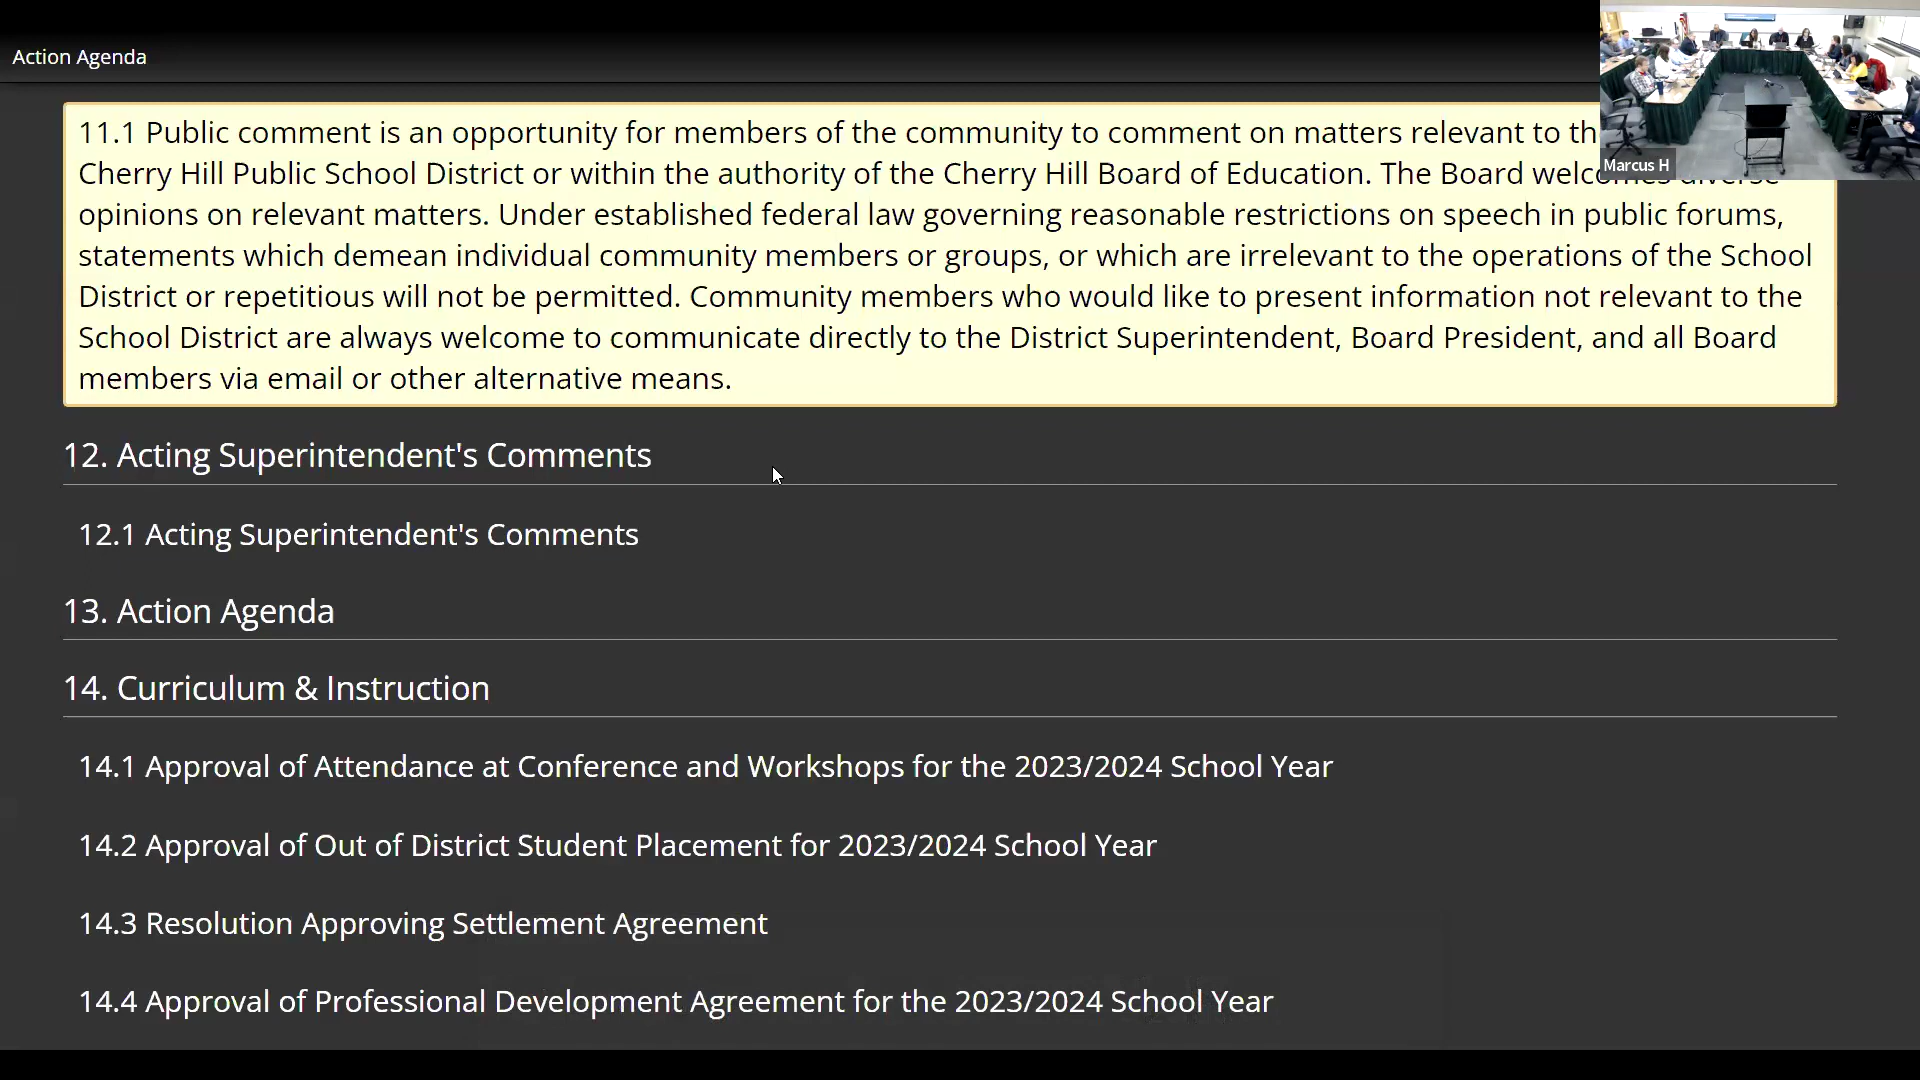 Action Agenda
Marcus H
11.1 Public comment is an opportunity for members of the community to comment on matters relevant to
Cherry Hill Public School District or within the authority of the Cherry Hill Board of Education. The Board welcomes diverse
opinions on relevant matters. Under established federal law governing reasonable restrictions on speech in public forums,
statements which demean individual community members or groups, or which are irrelevant to the operations of the School
District or repetitious will not be permitted. Community members who would like to present information not relevant to the
School District are always welcome to communicate directly to the District Superintendent, Board President, and all Board
members via email or other alternative means.
12. Acting Superintendent's Comments
12.1 Acting Superintendent's Comments
13. Action Agenda
14. Curriculum & Instruction
14.1 Approval of Attendance at Conference and Workshops for the 2023/2024 School Year
14.2 Approval of Out of District Student Placement for 2023/2024 School Year
14.3 Resolution Approving Settlement Agreement
14.4 Approval of Professional Development Agreement for the 2023/2024 School Year